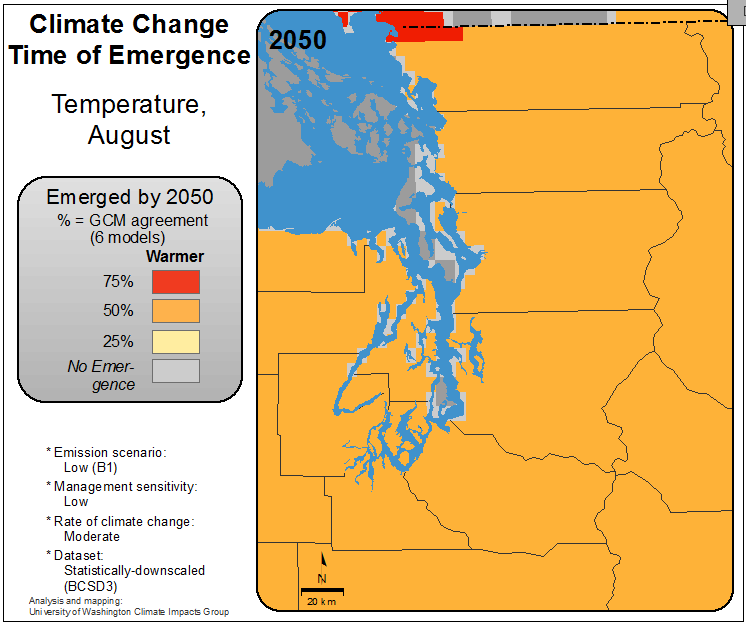 Climate Change
Time of Emergence
Temperature,
August
Emerged by 2050
% = GCM agreement
(6 models)
Warmer
75%
50%
25%
No Emer-
gence
* Emission scenario:
Low (B1)
* Management sensitivity:
Low
* Rate of climate change:
Moderate
* Dataset:
Statistically-downscaled
(BCSD3)
Analysis and mapping:
University of Washington Climate Impacts Group
2050
N
20 km